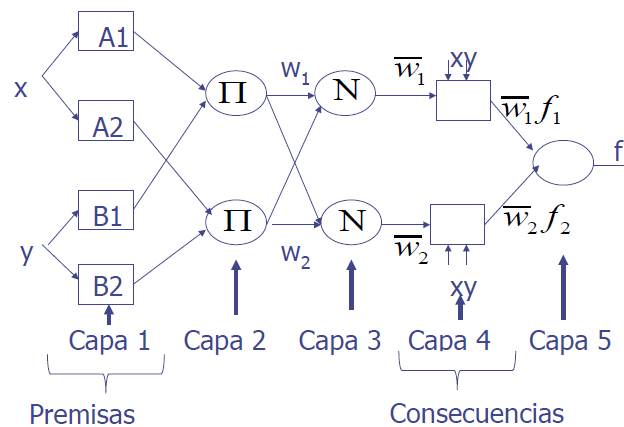 A1
x
A2
B1
y
B2
Π
Π
w₁
w₂
N
N
w̅₁
w̅₂
xy
xy
w̅₁f₁
w̅₂f₂
f
Capa 1
Capa 2
Capa 3
Capa 4
Capa 5
Premisas
Consecuencias